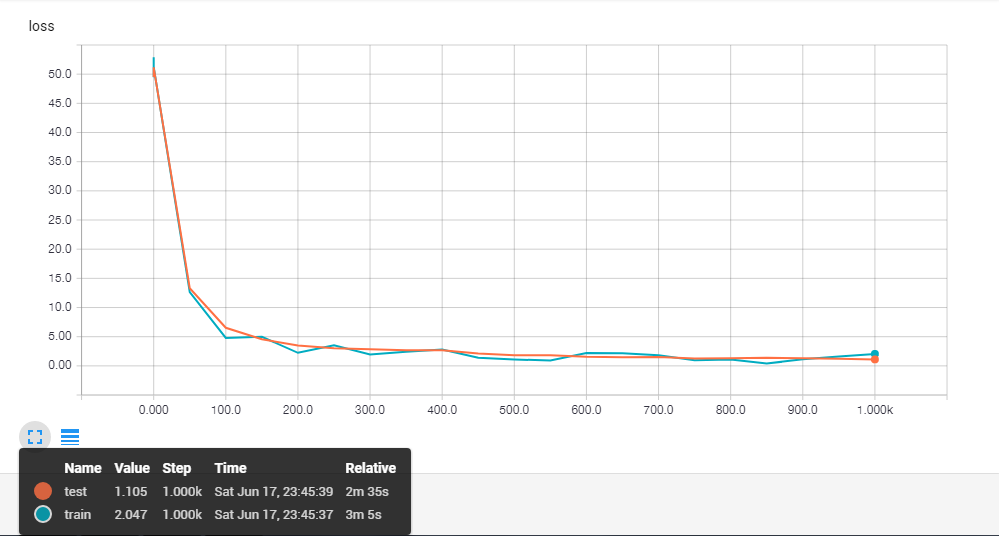 loss
50.0
45.0
40.0
35.0
30.0
25.0
20.0
15.0
10.0
5.00
0.00
0.000 100.0 200.0 300.0 400.0 500.0 600.0 700.0 800.0 900.0 1.000k
Name Value Step Time Relative
test 1.105 1.000k Sat Jun 17, 23:45:39 2m 35s
train 2.047 1.000k Sat Jun 17, 23:45:37 3m 5s